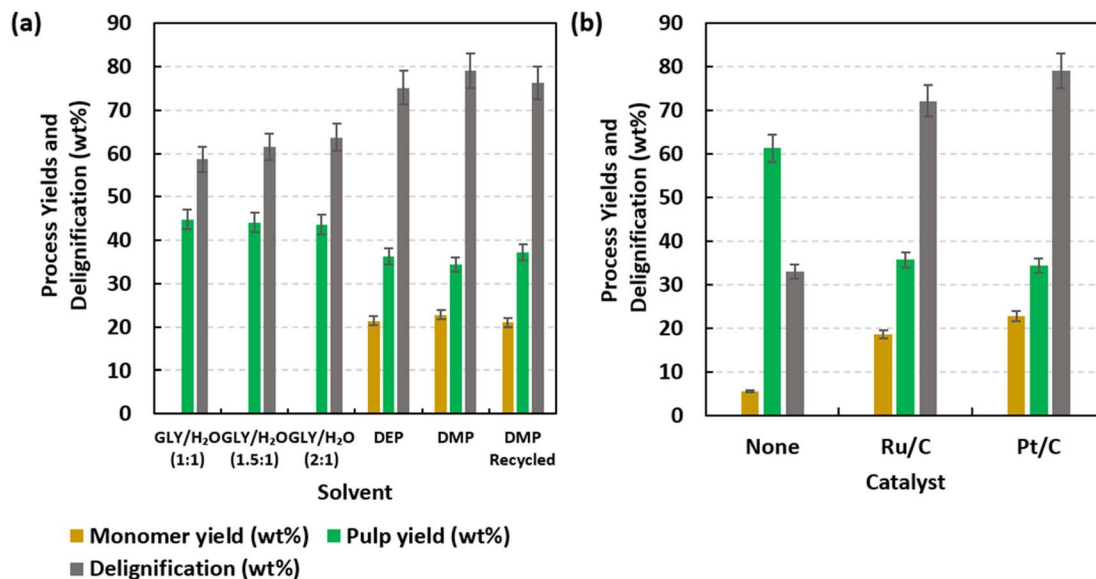 (a)
Process Yields and
Delignification (wt%)
90
80
70
60
50
40
30
20
10
0
GLY/H₂O GLY/H₂O GLY/H₂O DEP DMP DMP
(1:1) (1.5:1) (2:1) Recycled
Solvent
(b)
Process Yields and
Delignification (wt%)
90
80
70
60
50
40
30
20
10
0
None Ru/C Pt/C
Catalyst
Monomer yield (wt%) Pulp yield (wt%)
Delignification (wt%)